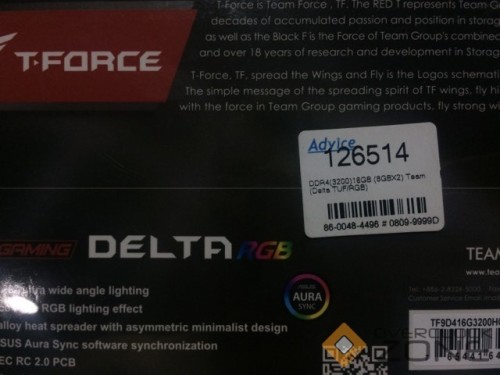 T-Force is Team Force. TF. The RED T represents Team G
decades of accumulated passion and position in storag
as well as the Black F is the Force of Team Group's combined
and over 18 years of research and development in Storag
T-FORCE
T-Force, TF, spread the Wings and Fly is the Logos schemati
The simple message of the spreading spirit of TF wings, fly hi
with the force in Team Group gaming products, fly strong wi
Advice
126514
DDR4(3200)16GB (8GBX2) Team
(Delta TUF/RGB)
86-0048-4496 # 0809-9999D
GAMING DELTA RGB
TEAM
ultra wide angle lighting
RGB lighting effect
alloy heat spreader with asymmetric minimalist design
SUS Aura Sync software synchronization
EC RC 2.0 PCB
AURA
SYNC
TF9D416G3200H
OVERCLOCK
ZONE